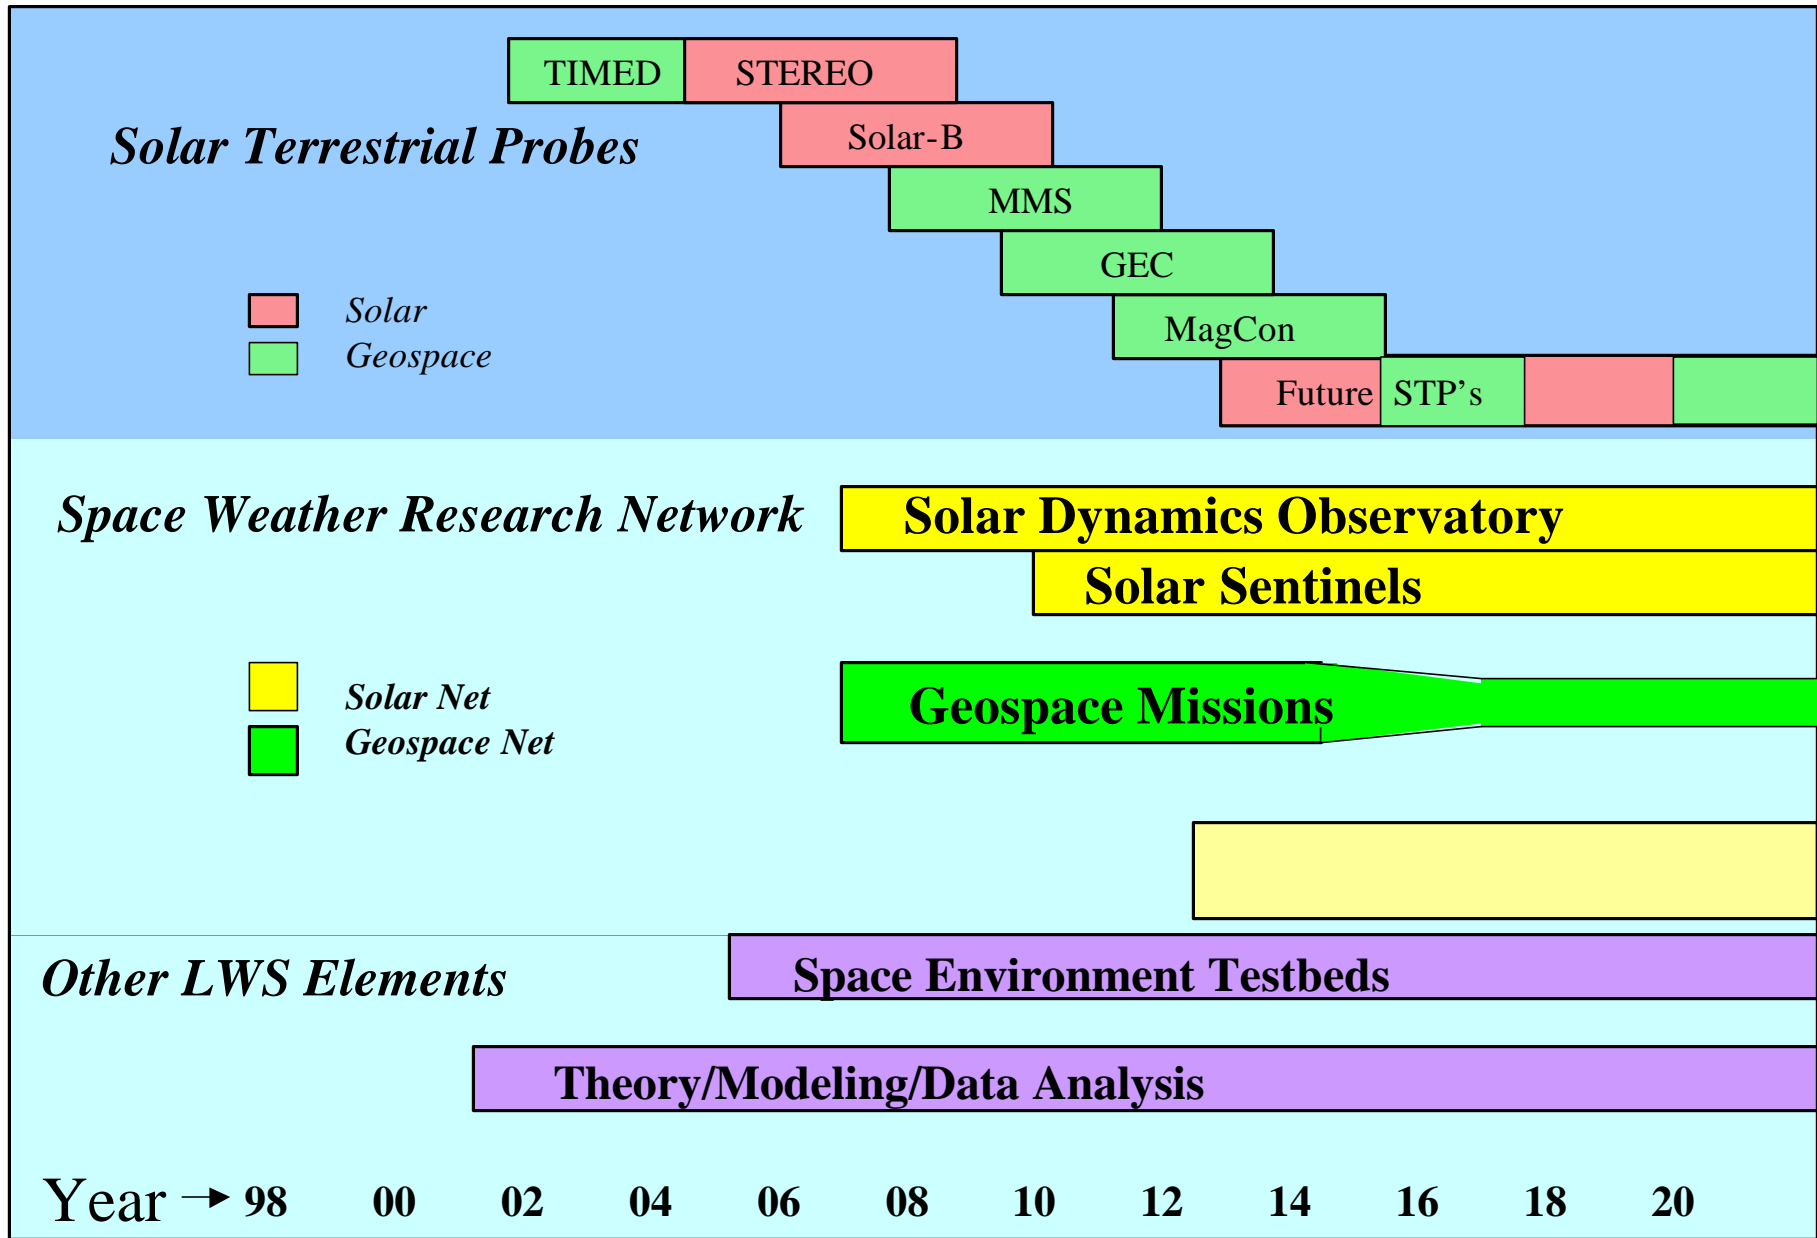 TIMED STEREO
Solar Terrestrial Probes
Solar-B
MMS
GEC
Solar
Geospace
MagCon
Future STP’s
Space Weather Research Network
Solar Dynamics Observatory
Solar Sentinels
Solar Net
Geospace Net
Geospace Missions
Other LWS Elements
Space Environment Testbeds
Theory/Modeling/Data Analysis
Year → 98 00 02 04 06 08 10 12 14 16 18 20